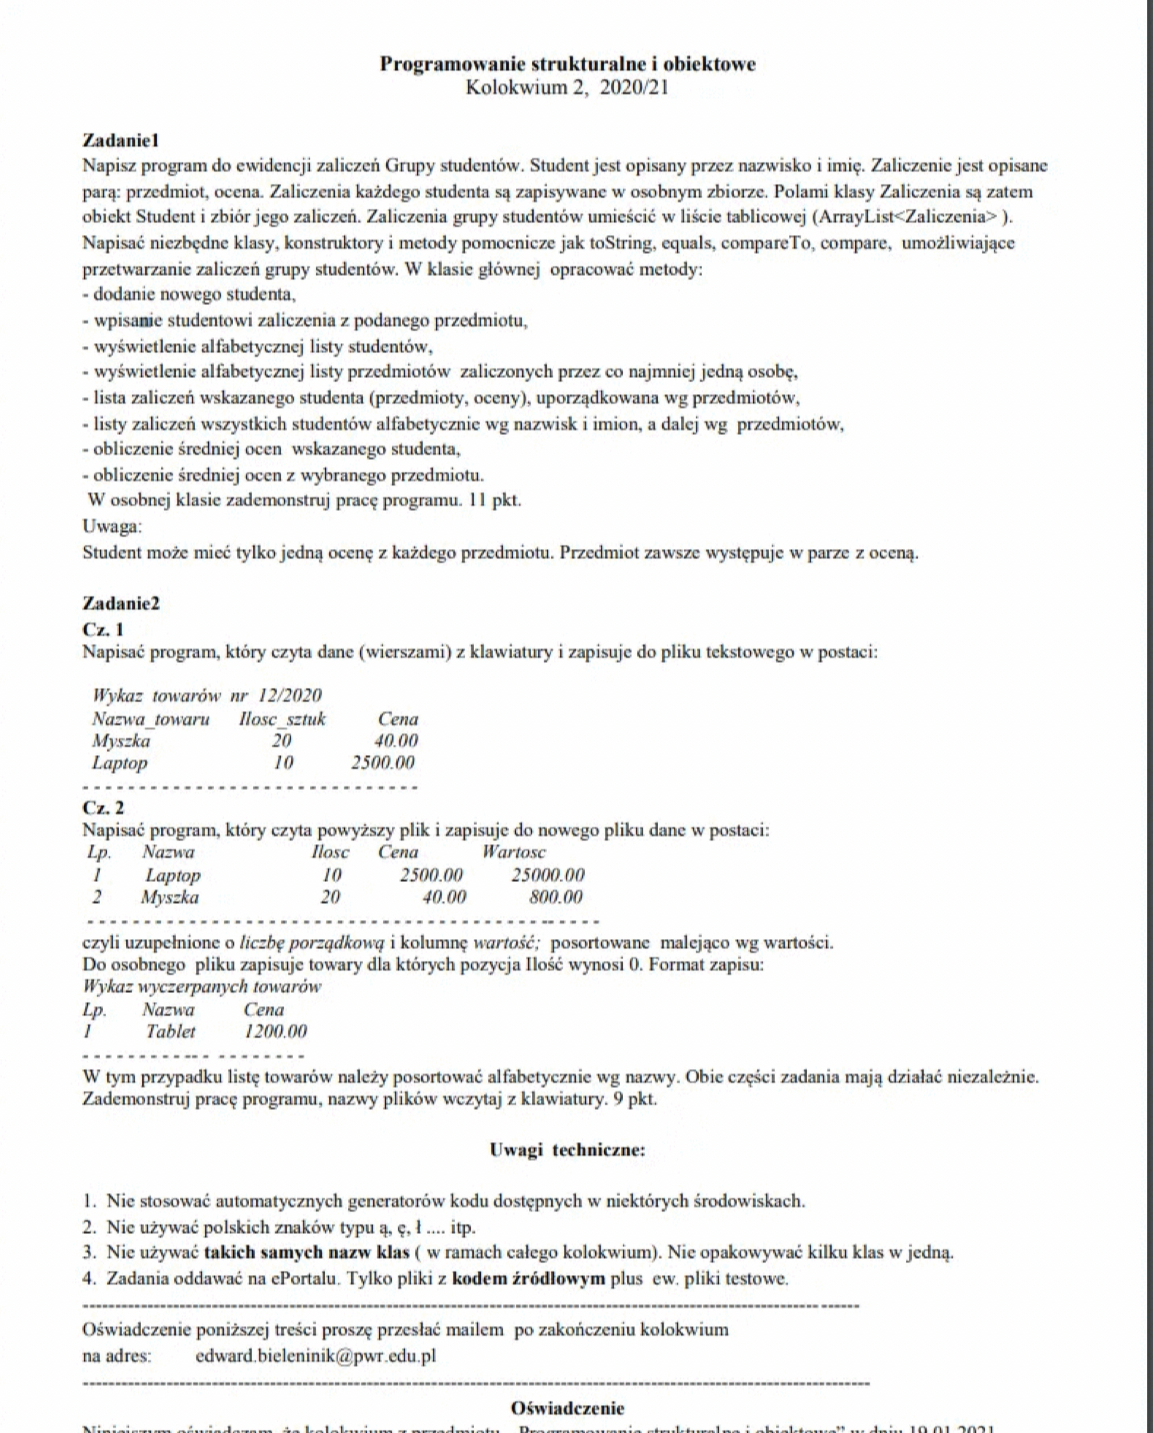 Programowanie strukturalne i obiektowe
Kolokwium 2, 2020/21
Zadanie1
Napisz program do ewidencji zaliczeń Grupy studentów. Student jest opisany przez nazwisko i imię. Zaliczenie jest opisane
parą: przedmiot, ocena. Zaliczenia każdego studenta są zapisywane w osobnym zbiorze. Polami klasy Zaliczenia są zatem
obiekt Student i zbiór jego zaliczeń. Zaliczenia grupy studentów umieścić w liście tablicowej (ArrayList<Zaliczenia> ).
Napisać niezbędne klasy, konstruktory i metody pomocnicze jak toString, equals, compareTo, compare, umożliwiające
przetwarzanie zaliczeń grupy studentów. W klasie głównej opracować metody:
- dodanie nowego studenta,
- wpisanie studentowi zaliczenia z podanego przedmiotu,
- wyświetlenie alfabetycznej listy studentów,
- wyświetlenie alfabetycznej listy przedmiotów zaliczonych przez co najmniej jedną osobę,
- lista zaliczeń wskazanego studenta (przedmioty, oceny), uporządkowana wg przedmiotów,
- listy zaliczeń wszystkich studentów alfabetycznie wg nazwisk i imion, a dalej wg przedmiotów,
- obliczenie średniej ocen wskazanego studenta,
- obliczenie średniej ocen z wybranego przedmiotu.
W osobnej klasie zademonstruj pracę programu. 11 pkt.
Uwaga:
Student może mieć tylko jedną ocenę z każdego przedmiotu. Przedmiot zawsze występuje w parze z oceną.
Zadanie2
Cz. 1
Napisać program, który czyta dane (wierszami) z klawiatury i zapisuje do pliku tekstowego w postaci:
Wykaz towarów nr 12/2020
Nazwa_towaru Ilosc_sztuk Cena
Myszka 20 40.00
Laptop 10 2500.00
- - - - - - - - - - - - - - - - - - - - - - - - - - - - - -
Cz. 2
Napisać program, który czyta powyższy plik i zapisuje do nowego pliku dane w postaci:
Lp. Nazwa Ilosc Cena Wartosc
1 Laptop 10 2500.00 25000.00
2 Myszka 20 40.00 800.00
- - - - - - - - - - - - - - - - - - - - - - - - - - - - - - - - - - - - - - - - -- - - - -
czyli uzupełnione o liczbę porządkową i kolumnę wartość; posortowane malejąco wg wartości.
Do osobnego pliku zapisuje towary dla których pozycja Ilość wynosi 0. Format zapisu:
Wykaz wyczerpanych towarów
Lp. Nazwa Cena
1 Tablet 1200.00
- - - - - - - - - -- - - - - - - - -
W tym przypadku listę towarów należy posortować alfabetycznie wg nazwy. Obie części zadania mają działać niezależnie.
Zademonstruj pracę programu, nazwy plików wczytaj z klawiatury. 9 pkt.
Uwagi techniczne:
1. Nie stosować automatycznych generatorów kodu dostępnych w niektórych środowiskach.
2. Nie używać polskich znaków typu ą, ę, ł .... itp.
3. Nie używać takich samych nazw klas ( w ramach całego kolokwium). Nie opakowywać kilku klas w jedną.
4. Zadania oddawać na ePortalu. Tylko pliki z kodem źródłowym plus ew. pliki testowe.
Oświadczenie poniższej treści proszę przesłać mailem po zakończeniu kolokwium
na adres: edward.bieleninik@pwr.edu.pl
Oświadczenie